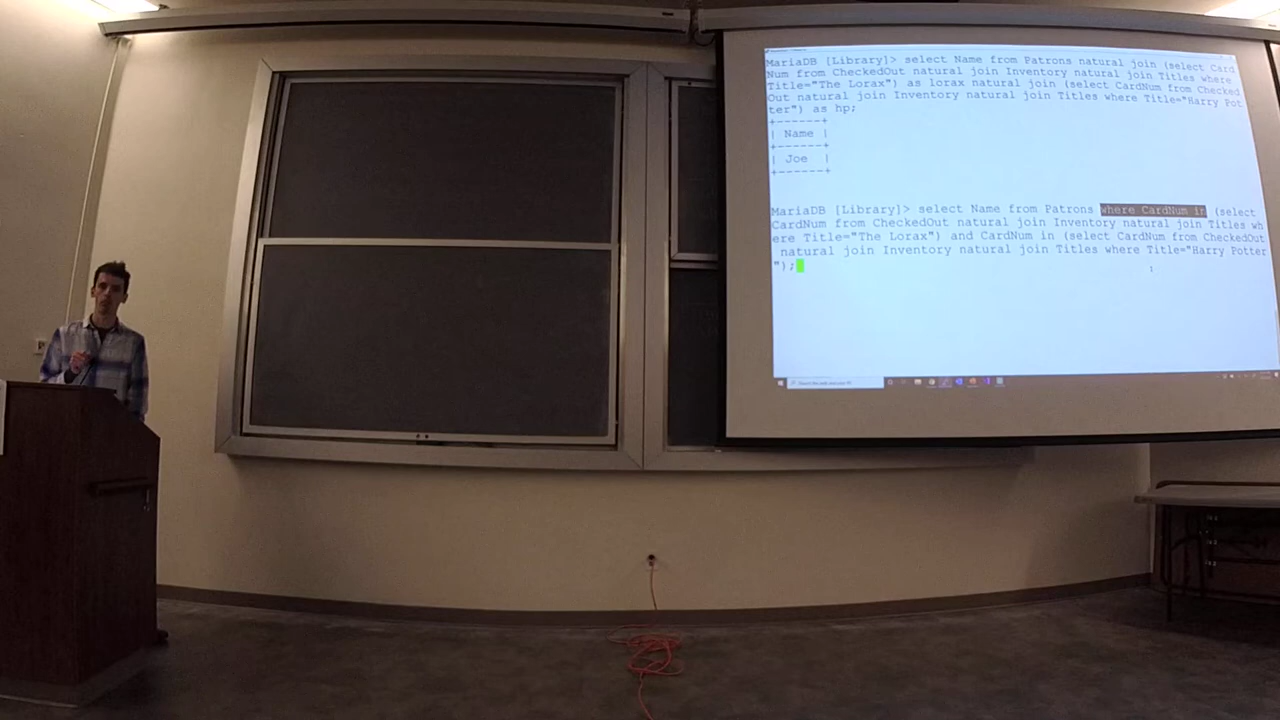 MariaDB [Library]> select Name from Patrons natural join (select Card
Num from CheckedOut natural join Inventory natural join Titles where
Title="The Lorax") as lorax natural join (select CardNum from Checked
Out natural join Inventory natural join Titles where Title="Harry Pot
ter") as hp;
+------+
| Name |
+------+
| Joe  |
+------+
MariaDB [Library]> select Name from Patrons where CardNum in (select
CardNum from CheckedOut natural join Inventory natural join Titles wh
ere Title="The Lorax") and CardNum in (select CardNum from CheckedOut
natural join Inventory natural join Titles where Title="Harry Potter
");